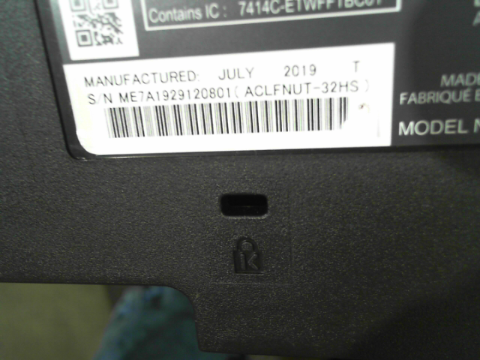 Contains IC : 7414C-ETWFFTBC01
MANUFACTURED: JULY 2019 T
S/N ME7A1929120801(ACLFNUT-32HS)
MADE
FABRIQUÉ E
MODEL N